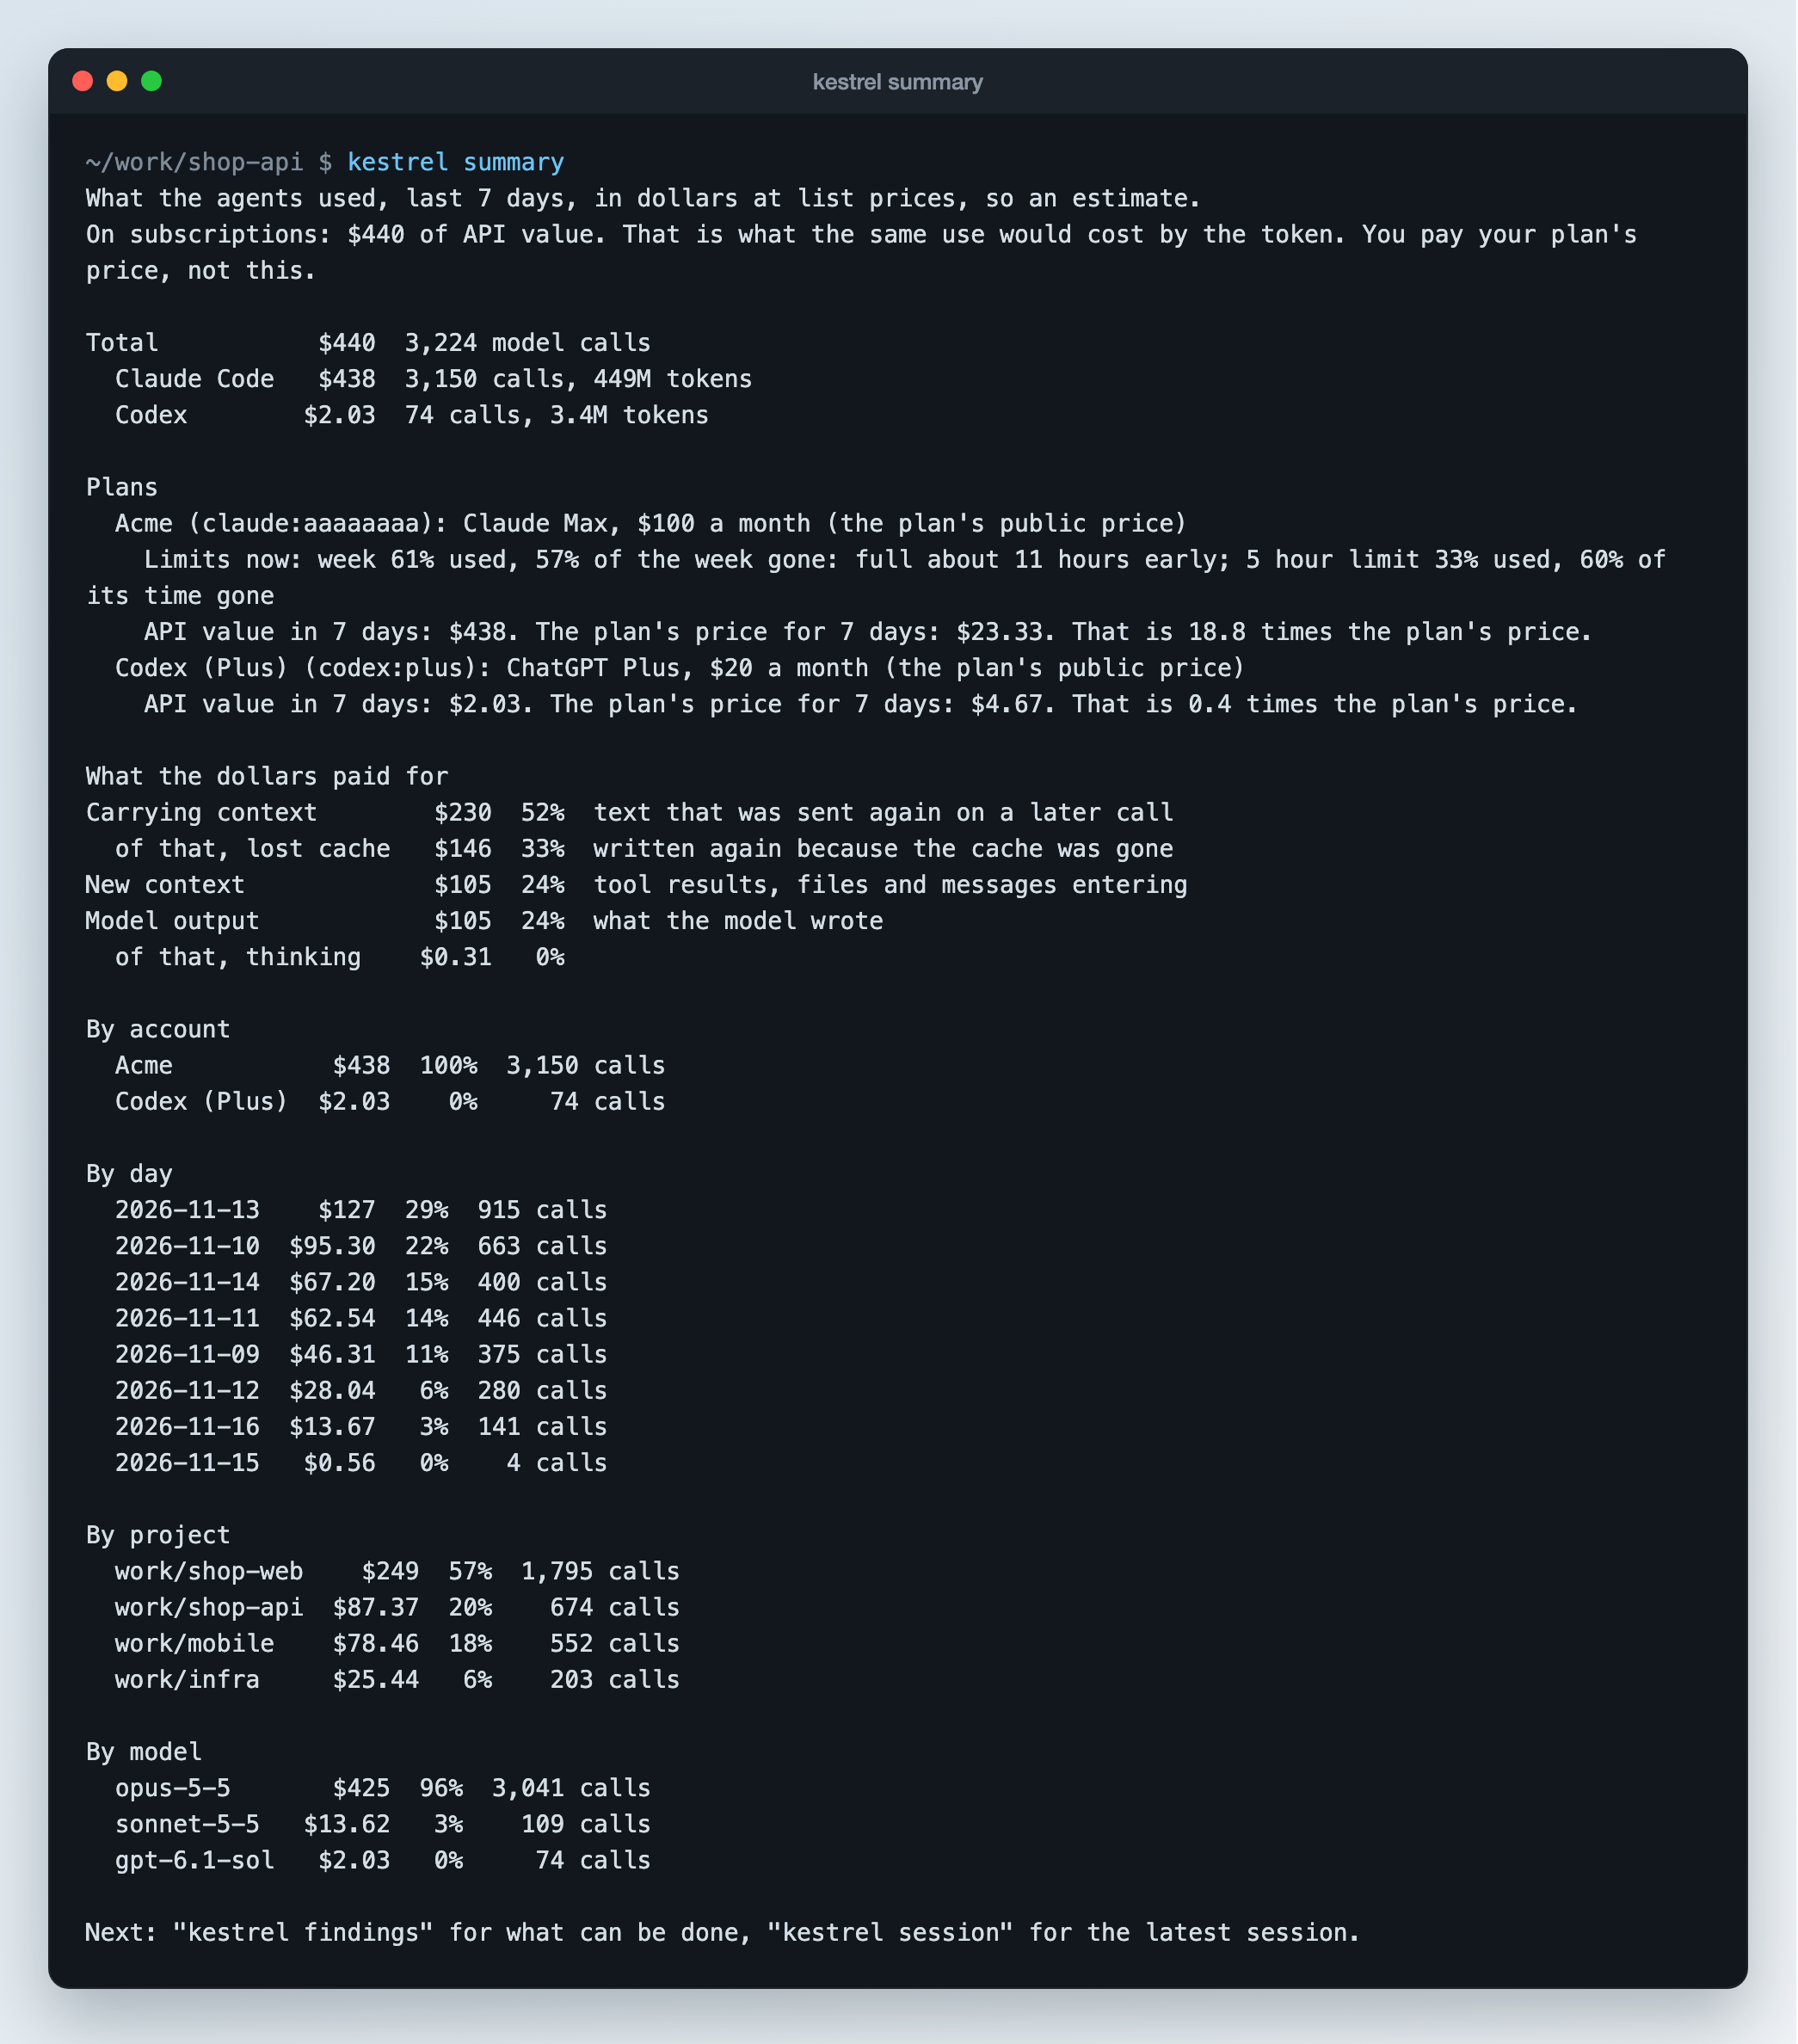 kestrel summary
~/work/shop-api $ kestrel summary
What the agents used, last 7 days, in dollars at list prices, so an estimate.
On subscriptions: $440 of API value. That is what the same use would cost by the token. You pay your plan's
price, not this.
Total           $440  3,224 model calls
  Claude Code   $438  3,150 calls, 449M tokens
  Codex        $2.03  74 calls, 3.4M tokens
Plans
  Acme (claude:aaaaaaaa): Claude Max, $100 a month (the plan's public price)
    Limits now: week 61% used, 57% of the week gone: full about 11 hours early; 5 hour limit 33% used, 60% of
its time gone
    API value in 7 days: $438. The plan's price for 7 days: $23.33. That is 18.8 times the plan's price.
  Codex (Plus) (codex:plus): ChatGPT Plus, $20 a month (the plan's public price)
    API value in 7 days: $2.03. The plan's price for 7 days: $4.67. That is 0.4 times the plan's price.
What the dollars paid for
Carrying context        $230  52%  text that was sent again on a later call
  of that, lost cache   $146  33%  written again because the cache was gone
New context             $105  24%  tool results, files and messages entering
Model output            $105  24%  what the model wrote
  of that, thinking    $0.31   0%
By account
  Acme           $438  100%  3,150 calls
  Codex (Plus)  $2.03    0%     74 calls
By day
  2026-11-13    $127  29%  915 calls
  2026-11-10  $95.30  22%  663 calls
  2026-11-14  $67.20  15%  400 calls
  2026-11-11  $62.54  14%  446 calls
  2026-11-09  $46.31  11%  375 calls
  2026-11-12  $28.04   6%  280 calls
  2026-11-16  $13.67   3%  141 calls
  2026-11-15   $0.56   0%    4 calls
By project
  work/shop-web    $249  57%  1,795 calls
  work/shop-api  $87.37  20%    674 calls
  work/mobile    $78.46  18%    552 calls
  work/infra     $25.44   6%    203 calls
By model
  opus-5-5       $425  96%  3,041 calls
  sonnet-5-5   $13.62   3%    109 calls
  gpt-6.1-sol   $2.03   0%     74 calls
Next: "kestrel findings" for what can be done, "kestrel session" for the latest session.